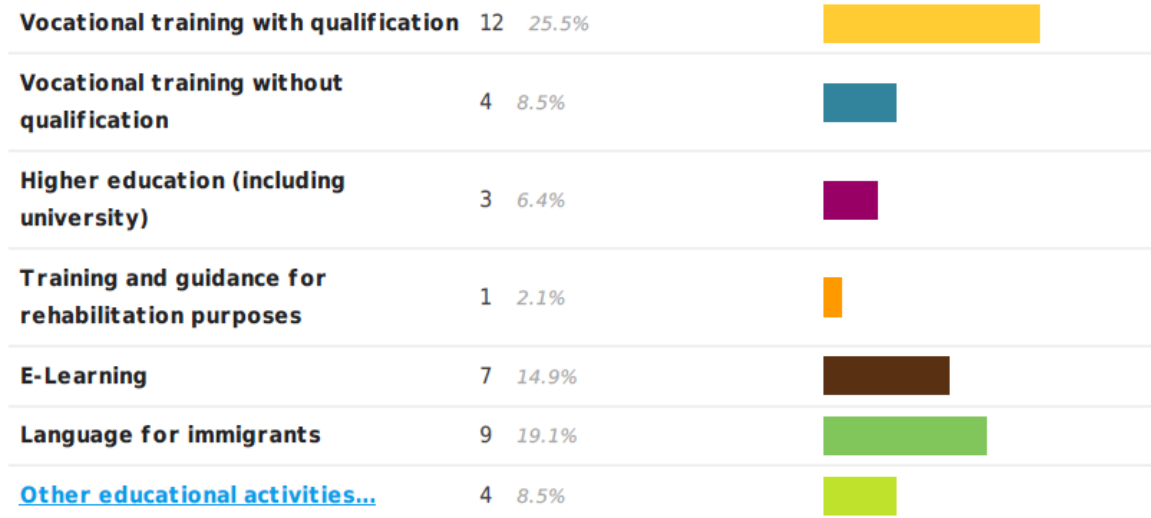 Vocational training with qualification 12 25.5%
Vocational training without
qualification 4 8.5%
Higher education (including
university) 3 6.4%
Training and guidance for
rehabilitation purposes 1 2.1%
E-Learning 7 14.9%
Language for immigrants 9 19.1%
Other educational activities... 4 8.5%